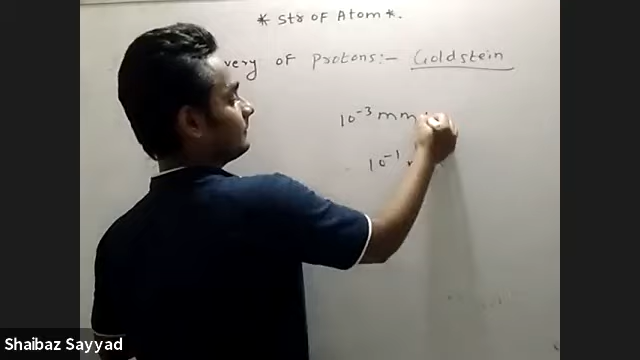 * Str OF Atom *.
very of Protons:- Goldstein
10⁻³ mm
10⁻¹
Shaibaz Sayyad